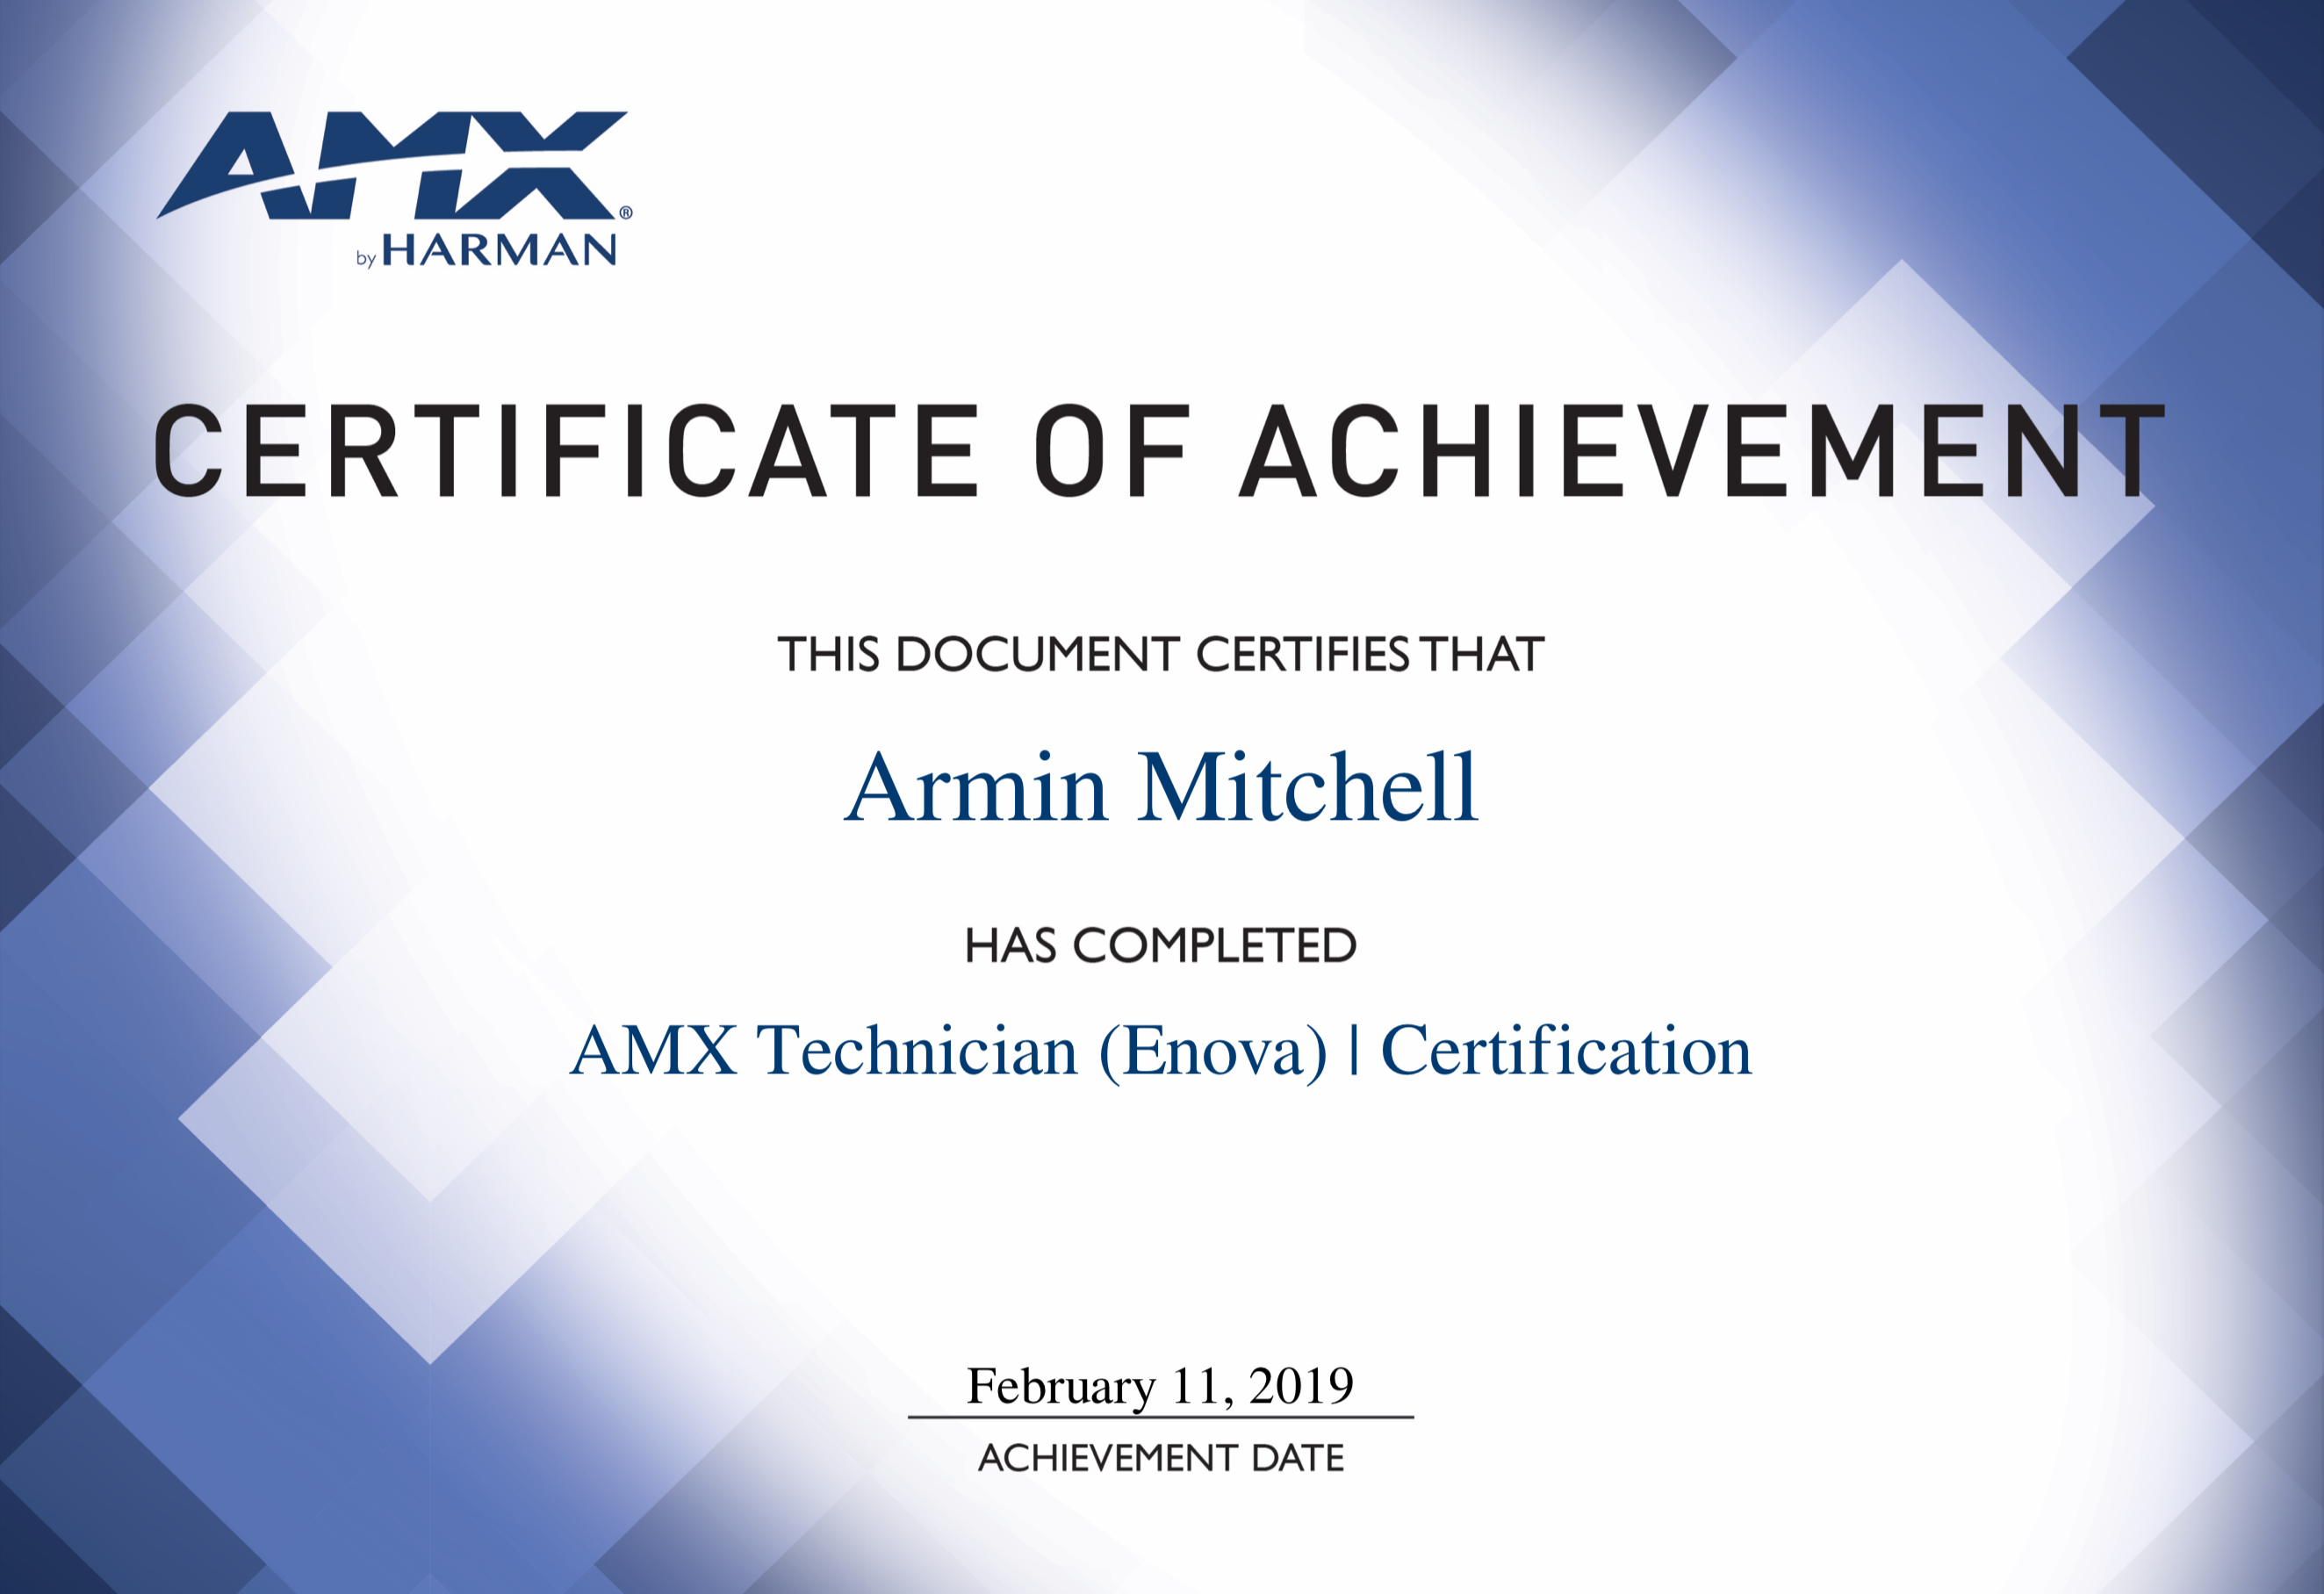 AMX®
by HARMAN
CERTIFICATE OF ACHIEVEMENT
THIS DOCUMENT CERTIFIES THAT
Armin Mitchell
HAS COMPLETED
AMX Technician (Enova) | Certification
February 11, 2019
ACHIEVEMENT DATE